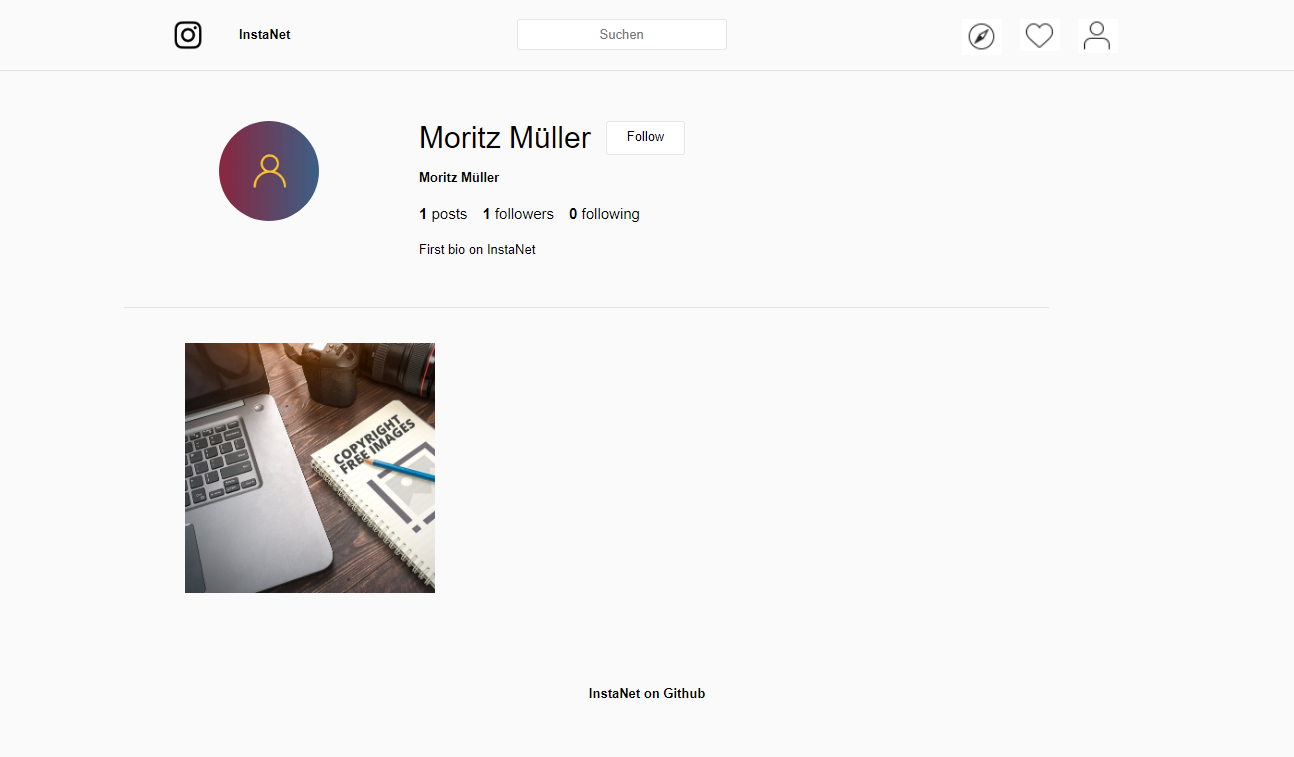 InstaNet
Suchen
Moritz Müller
Follow
Moritz Müller
1 posts 1 followers 0 following
First bio on InstaNet
COPYRIGHT
FREE IMAGES
InstaNet on Github